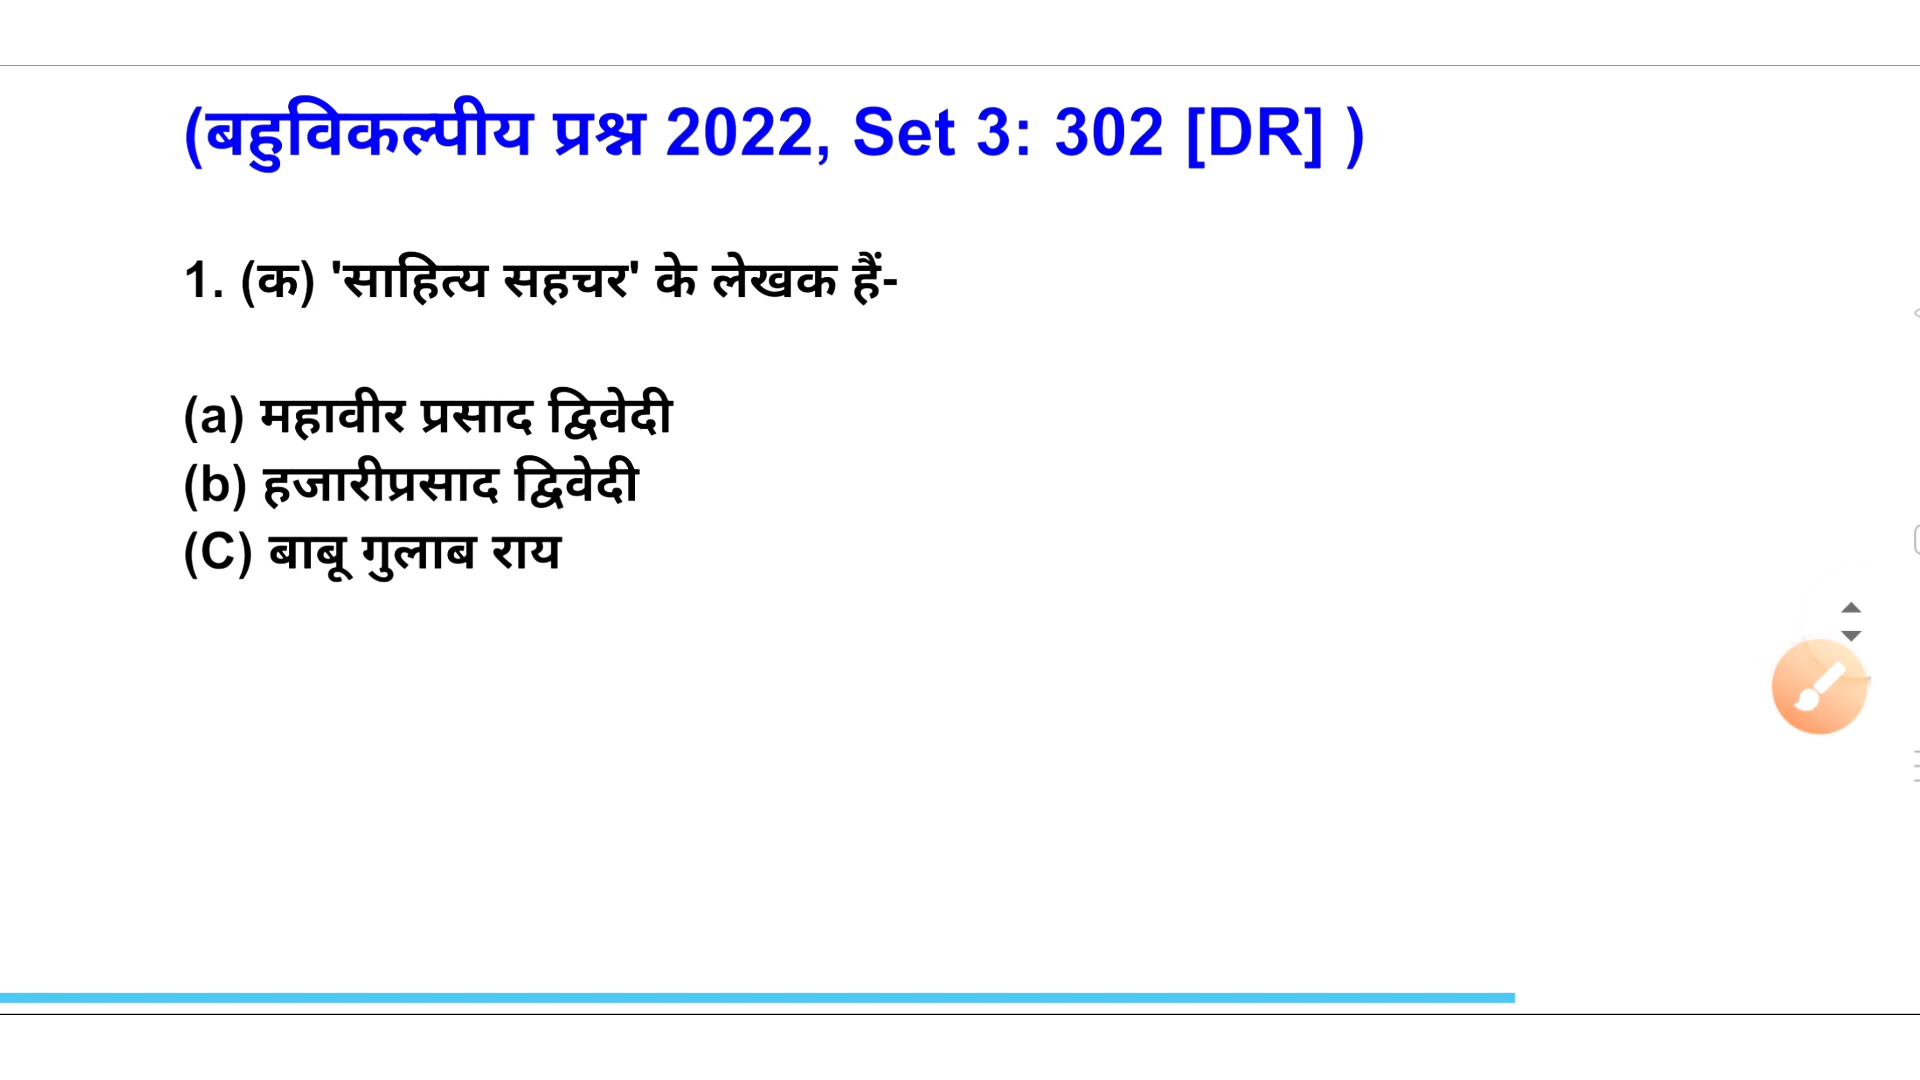 (बहुविकल्पीय प्रश्न 2022, Set 3: 302 [DR] )
1. (क) 'साहित्य सहचर' के लेखक हैं-
(a) महावीर प्रसाद द्विवेदी
(b) हजारीप्रसाद द्विवेदी
(C) बाबू गुलाब राय